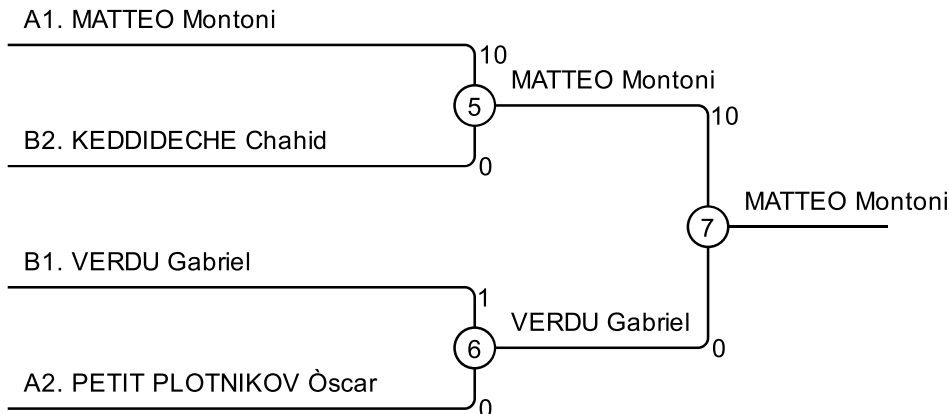 A1. MATTEO Montoni
10
MATTEO Montoni
5
10
B2. KEDDIDECHE Chahid
0
MATTEO Montoni
7
B1. VERDU Gabriel
1
VERDU Gabriel
6
0
A2. PETIT PLOTNIKOV Òscar
0